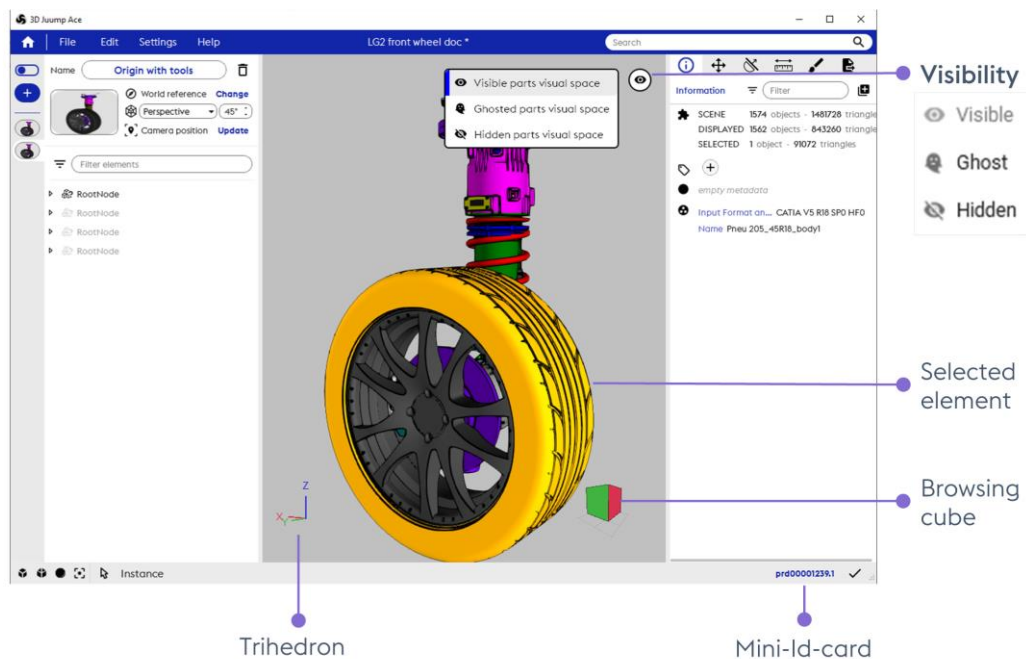 3D Juump Ace
File Edit Settings Help LG2 front wheel doc * Search
Name Origin with tools
World reference Change
Perspective 45°
Camera position Update
Filter elements
RootNode
RootNode
RootNode
RootNode
Visible parts visual space
Ghosted parts visual space
Hidden parts visual space
Z
X
Y
Information Filter
SCENE 1574 objects - 1481728 triangle
DISPLAYED 1562 objects - 843260 triangle
SELECTED 1 object - 91072 triangles
empty metadata
Input Format an... CATIA V5 R18 SP0 HF0
Name Pneu 205_45R18_body1
Instance
prd00001239.1
Visibility
Visible
Ghost
Hidden
Selected
element
Browsing
cube
Trihedron
Mini-Id-card